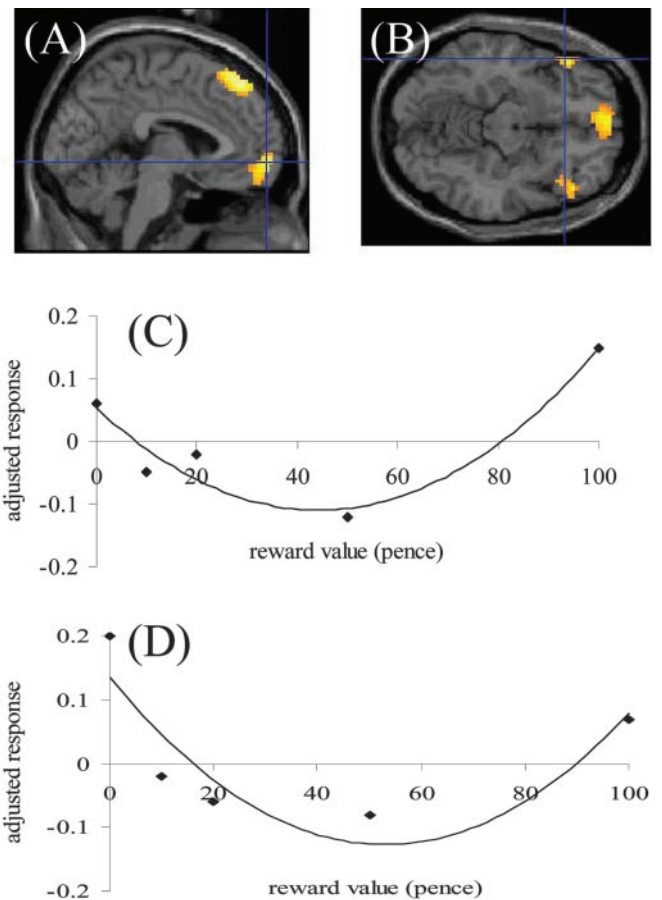 (A)
(B)
(C)
0.2
0.1
0
-0.1
-0.2
0 20 40 60 80 100
adjusted response
reward value (pence)
(D)
0.2
0.1
0
-0.1
-0.2
0 20 40 60 80 100
adjusted response
reward value (pence)